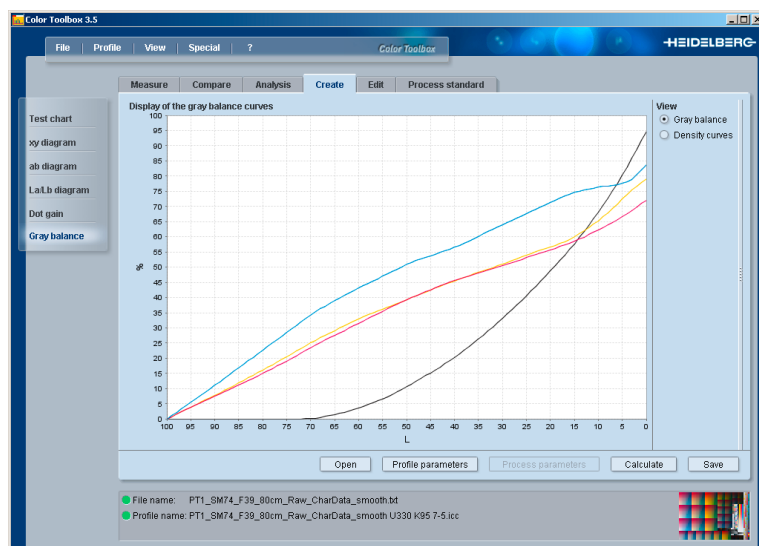 Color Toolbox 3.5
File Profile View Special ? Color Toolbox HEIDELBERG
Measure Compare Analysis Create Edit Process standard
Test chart
xy diagram
ab diagram
La/Lb diagram
Dot gain
Gray balance
Display of the gray balance curves
100
95
90
85
80
75
70
65
60
55
50
45
40
35
30
25
20
15
10
5
0
%
100 95 90 85 80 75 70 65 60 55 50 45 40 35 30 25 20 15 10 5 0
L
View
Gray balance
Density curves
Open Profile parameters Process parameters Calculate Save
File name: PT1_SM74_F39_80cm_Raw_CharData_smooth.txt
Profile name: PT1_SM74_F39_80cm_Raw_CharData_smooth U330 K95 7-5.icc